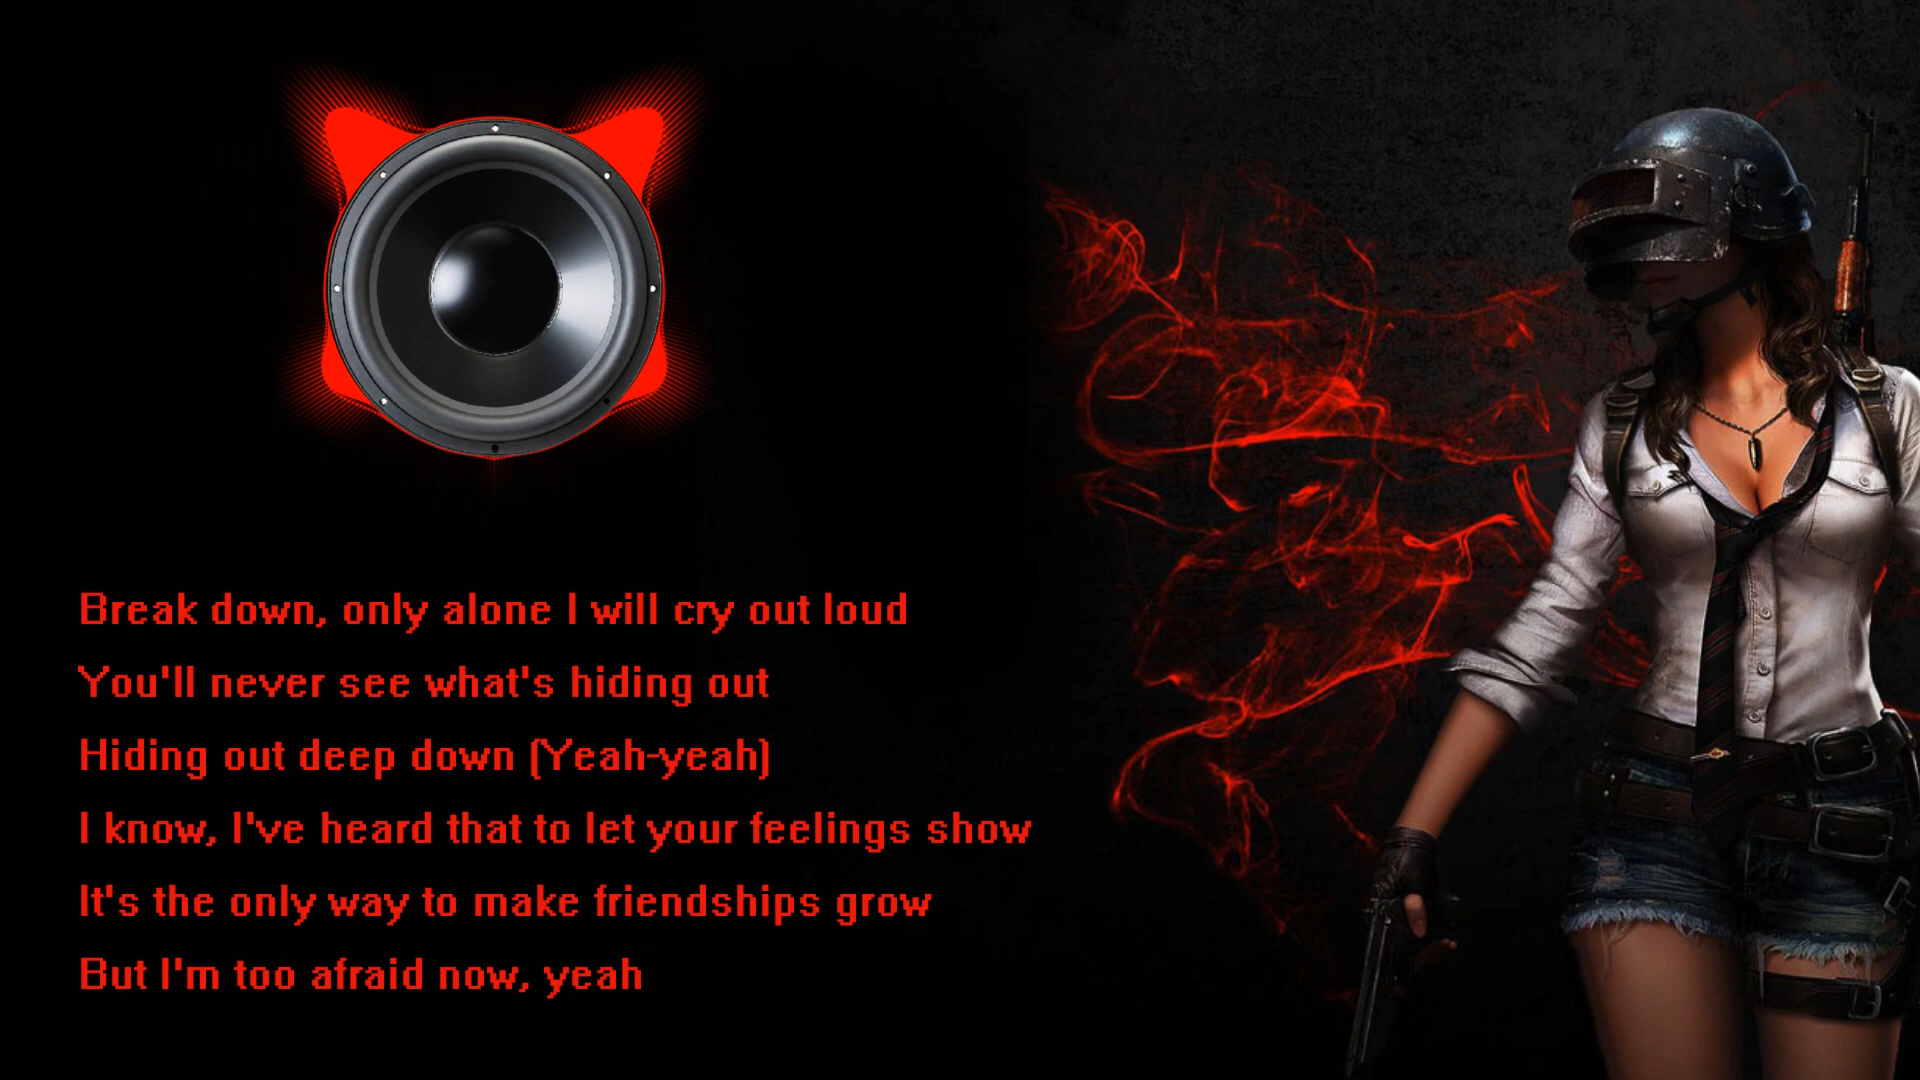 Break down, only alone I will cry out loud
You'll never see what's hiding out
Hiding out deep down (Yeah-yeah)
I know, I've heard that to let your feelings show
It's the only way to make friendships grow
But I'm too afraid now, yeah